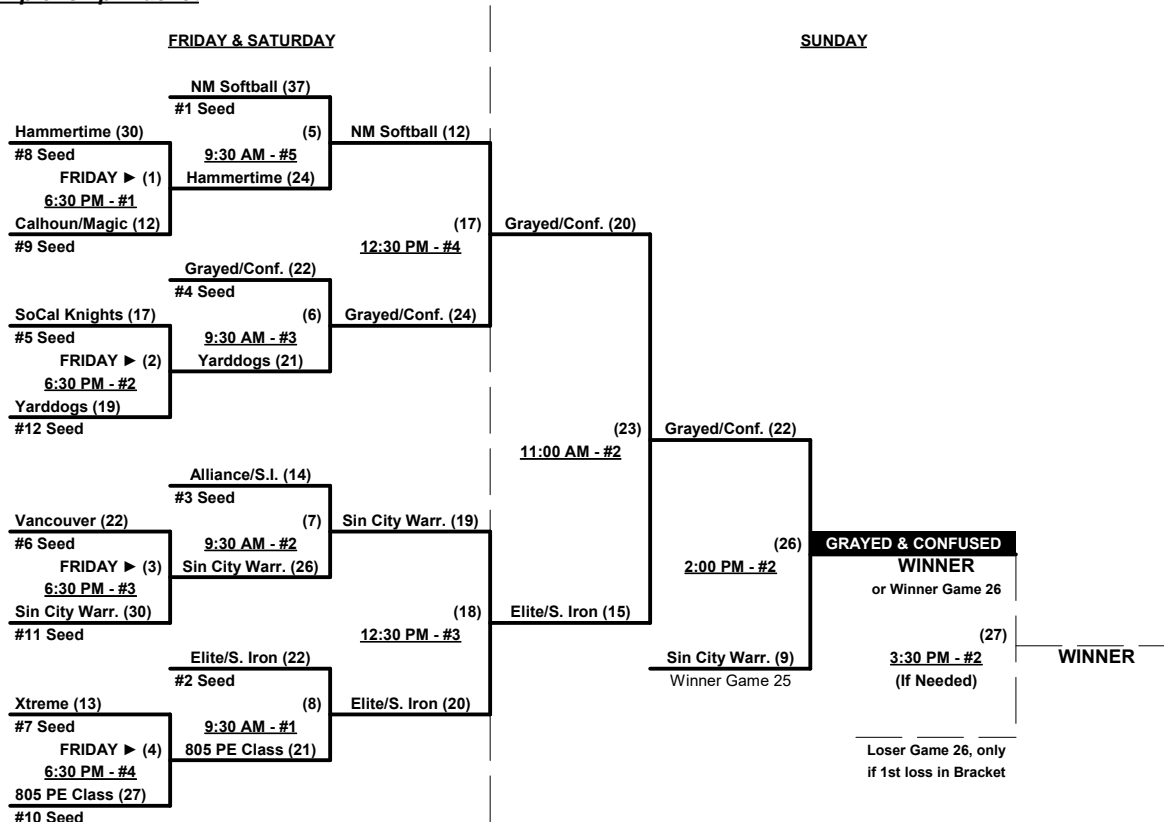 FRIDAY & SATURDAY
SUNDAY
NM Softball (37)
#1 Seed
Hammertime (30)
(5)
NM Softball (12)
#8 Seed
9:30 AM - #5
FRIDAY ► (1)
Hammertime (24)
6:30 PM - #1
Calhoun/Magic (12)
(17)
Grayed/Conf. (20)
#9 Seed
12:30 PM - #4
Grayed/Conf. (22)
#4 Seed
SoCal Knights (17)
(6)
Grayed/Conf. (24)
#5 Seed
9:30 AM - #3
FRIDAY ► (2)
Yarddogs (21)
6:30 PM - #2
Yarddogs (19)
#12 Seed
(23)
Grayed/Conf. (22)
11:00 AM - #2
Alliance/S.I. (14)
#3 Seed
Vancouver (22)
(7)
Sin City Warr. (19)
#6 Seed
9:30 AM - #2
(26)
GRAYED & CONFUSED
FRIDAY ► (3)
Sin City Warr. (26)
2:00 PM - #2
WINNER
6:30 PM - #3
or Winner Game 26
Sin City Warr. (30)
(18)
Elite/S. Iron (15)
#11 Seed
12:30 PM - #3
(27)
Elite/S. Iron (22)
Sin City Warr. (9)
3:30 PM - #2
WINNER
#2 Seed
Winner Game 25
(If Needed)
Xtreme (13)
(8)
Elite/S. Iron (20)
#7 Seed
9:30 AM - #1
FRIDAY ► (4)
805 PE Class (21)
Loser Game 26, only
6:30 PM - #4
if 1st loss in Bracket
805 PE Class (27)
#10 Seed